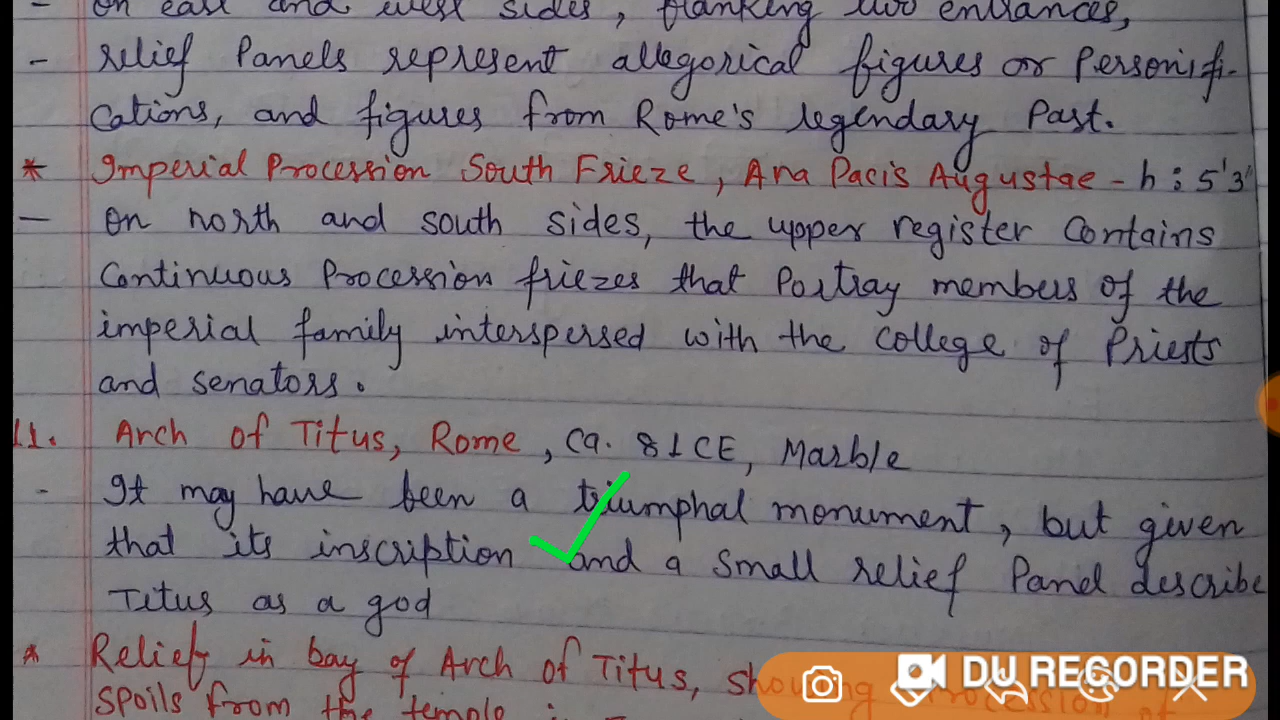 - on east and west sides, flanking two entrances,
- relief Panels represent allegorical figures or Personifi-
cations, and figures from Rome's legendary Past.
* Imperial Procession South Frieze, Ara Pacis Augustae - h : 5'3"
- on north and south sides, the upper register contains
continuous Procession friezes that Portray members of the
imperial family interspersed with the college of Priests
and senators.
11. Arch of Titus, Rome, ca. 81 CE, Marble
- It may have been a triumphal monument, but given
that its inscription and a small relief Panel describe
Titus as a god
* Relief in bay of Arch of Titus, showing Procession of
spoils from the temple in
DU RECORDER